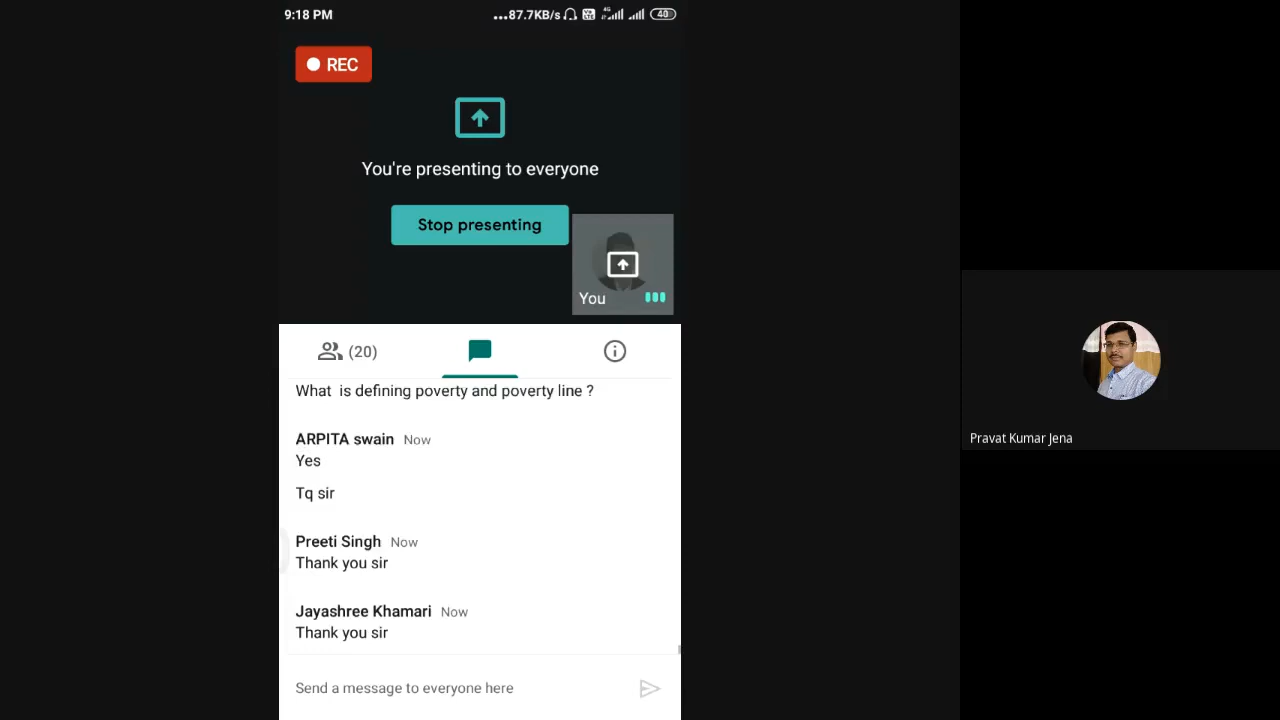 9:18 PM
...87.7KB/s
4G
40
REC
You're presenting to everyone
Stop presenting
You
(20)
What is defining poverty and poverty line ?
ARPITA swain Now
Yes
Tq sir
Preeti Singh Now
Thank you sir
Jayashree Khamari Now
Thank you sir
Send a message to everyone here
Pravat Kumar Jena